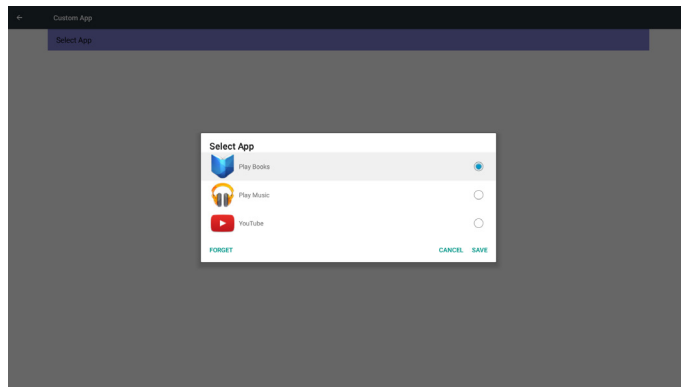 Custom App
Select App
Select App
Play Books
Play Music
YouTube
FORGET CANCEL SAVE